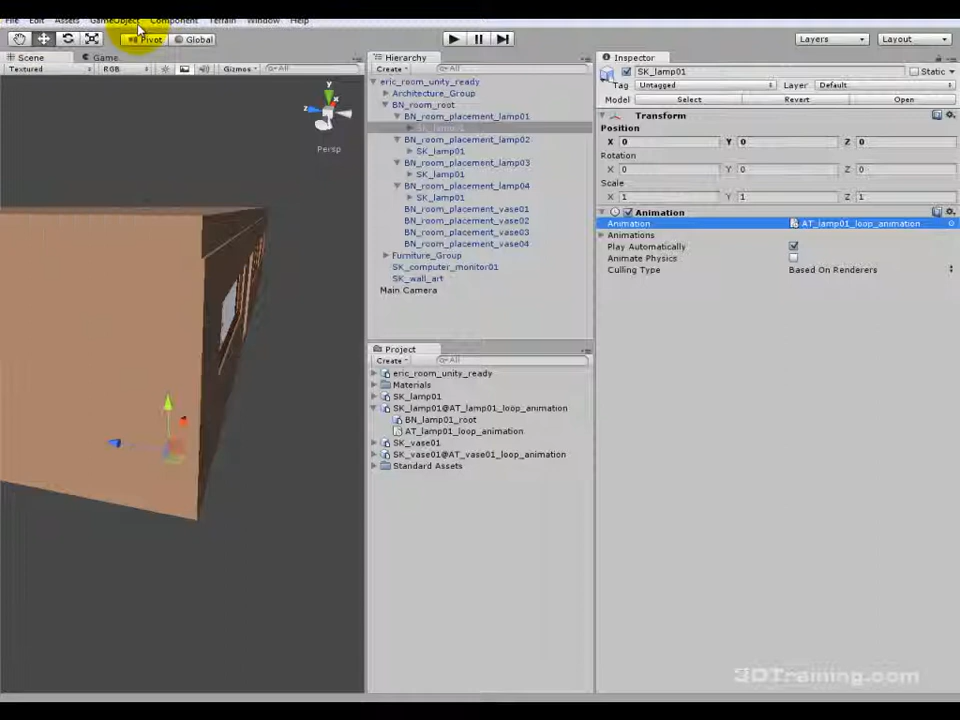 File Edit Assets GameObject Component Terrain Window Help
Pivot Global Layers Layout
Scene Game Hierarchy Inspector
Textured RGB Gizmos All Create All
SK_lamp01 Static
Tag Untagged Layer Default
Model Select Revert Open
Transform
Position
X 0 Y 0 Z 0
Rotation
X 0 Y 0 Z 0
Scale
X 1 Y 1 Z 1
Animation
Animation AT_lamp01_loop_animation
Animations
Play Automatically
Animate Physics
Culling Type Based On Renderers
y
x
z
Persp
eric_room_unity_ready
Architecture_Group
BN_room_root
BN_room_placement_lamp01
SK_lamp01
BN_room_placement_lamp02
SK_lamp01
BN_room_placement_lamp03
SK_lamp01
BN_room_placement_lamp04
SK_lamp01
BN_room_placement_vase01
BN_room_placement_vase02
BN_room_placement_vase03
BN_room_placement_vase04
Furniture_Group
SK_computer_monitor01
SK_wall_art
Main Camera
Project
Create All
eric_room_unity_ready
Materials
SK_lamp01
SK_lamp01@AT_lamp01_loop_animation
BN_lamp01_root
AT_lamp01_loop_animation
SK_vase01
SK_vase01@AT_vase01_loop_animation
Standard Assets
3DTraining.com